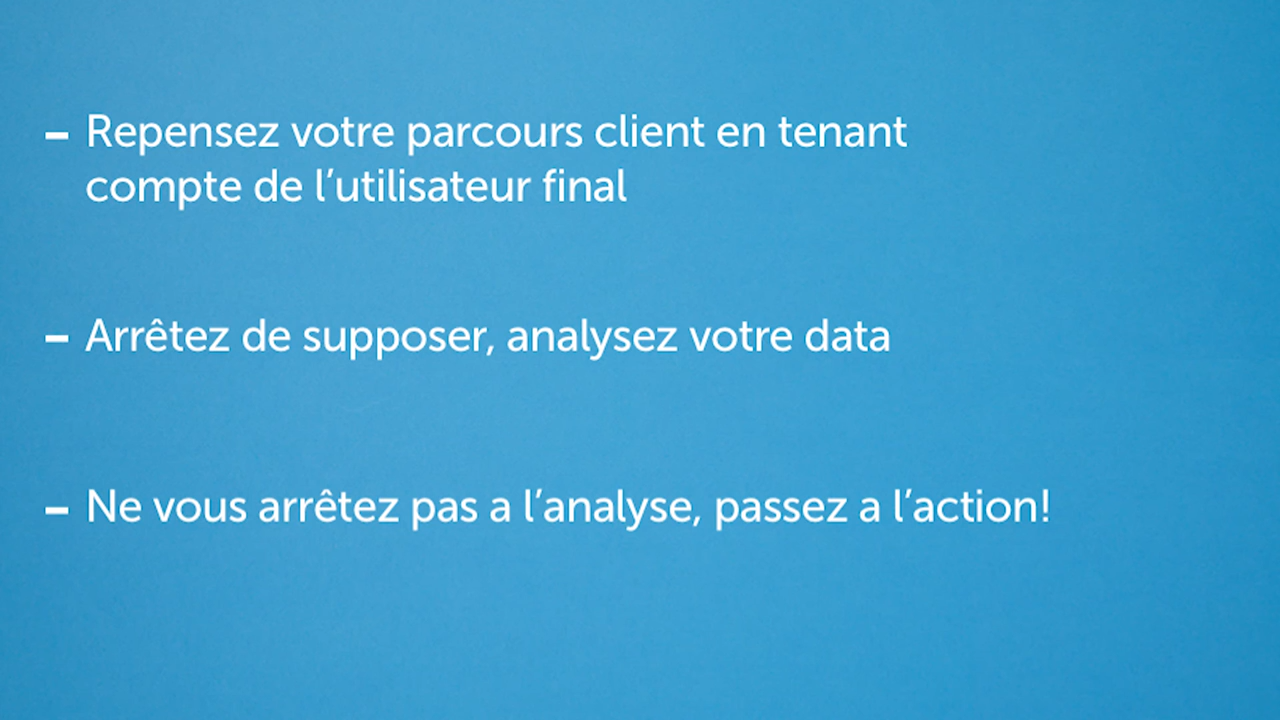 – Repensez votre parcours client en tenant
compte de l’utilisateur final
– Arrêtez de supposer, analysez votre data
– Ne vous arrêtez pas a l’analyse, passez a l’action!